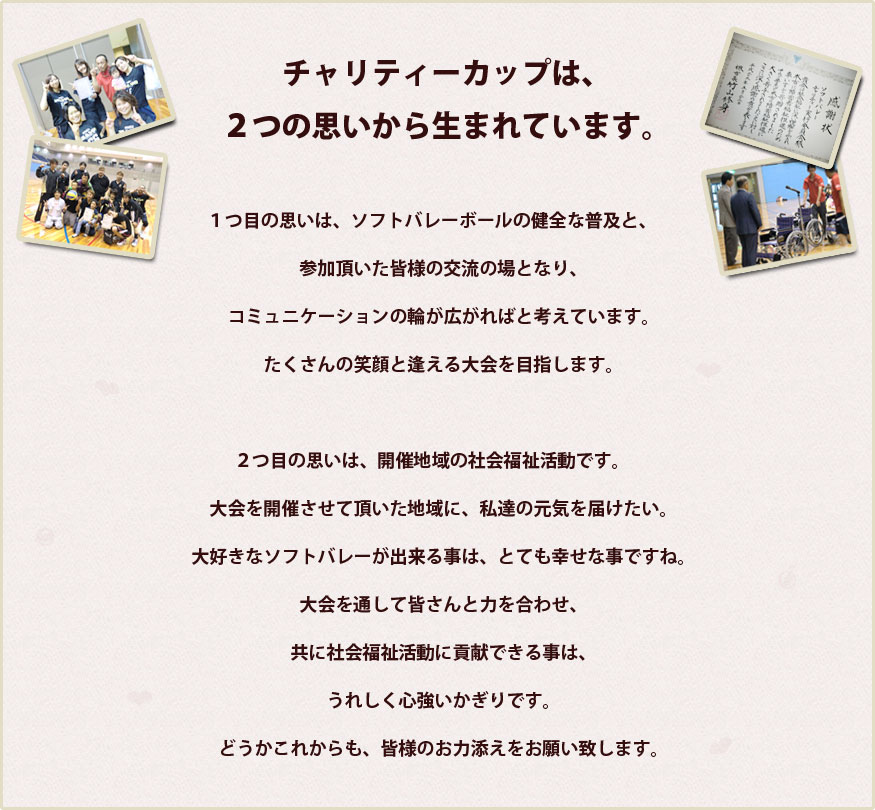 チャリティーカップは、
２つの思いから生まれています。
１つ目の思いは、ソフトバレーボールの健全な普及と、
参加頂いた皆様の交流の場となり、
コミュニケーションの輪が広がればと考えています。
たくさんの笑顔と逢える大会を目指します。
２つ目の思いは、開催地域の社会福祉活動です。
大会を開催させて頂いた地域に、私達の元気を届けたい。
大好きなソフトバレーが出来る事は、とても幸せな事ですね。
大会を通して皆さんと力を合わせ、
共に社会福祉活動に貢献できる事は、
うれしく心強いかぎりです。
どうかこれからも、皆様のお力添えをお願い致します。
感謝状
ソフトバレー